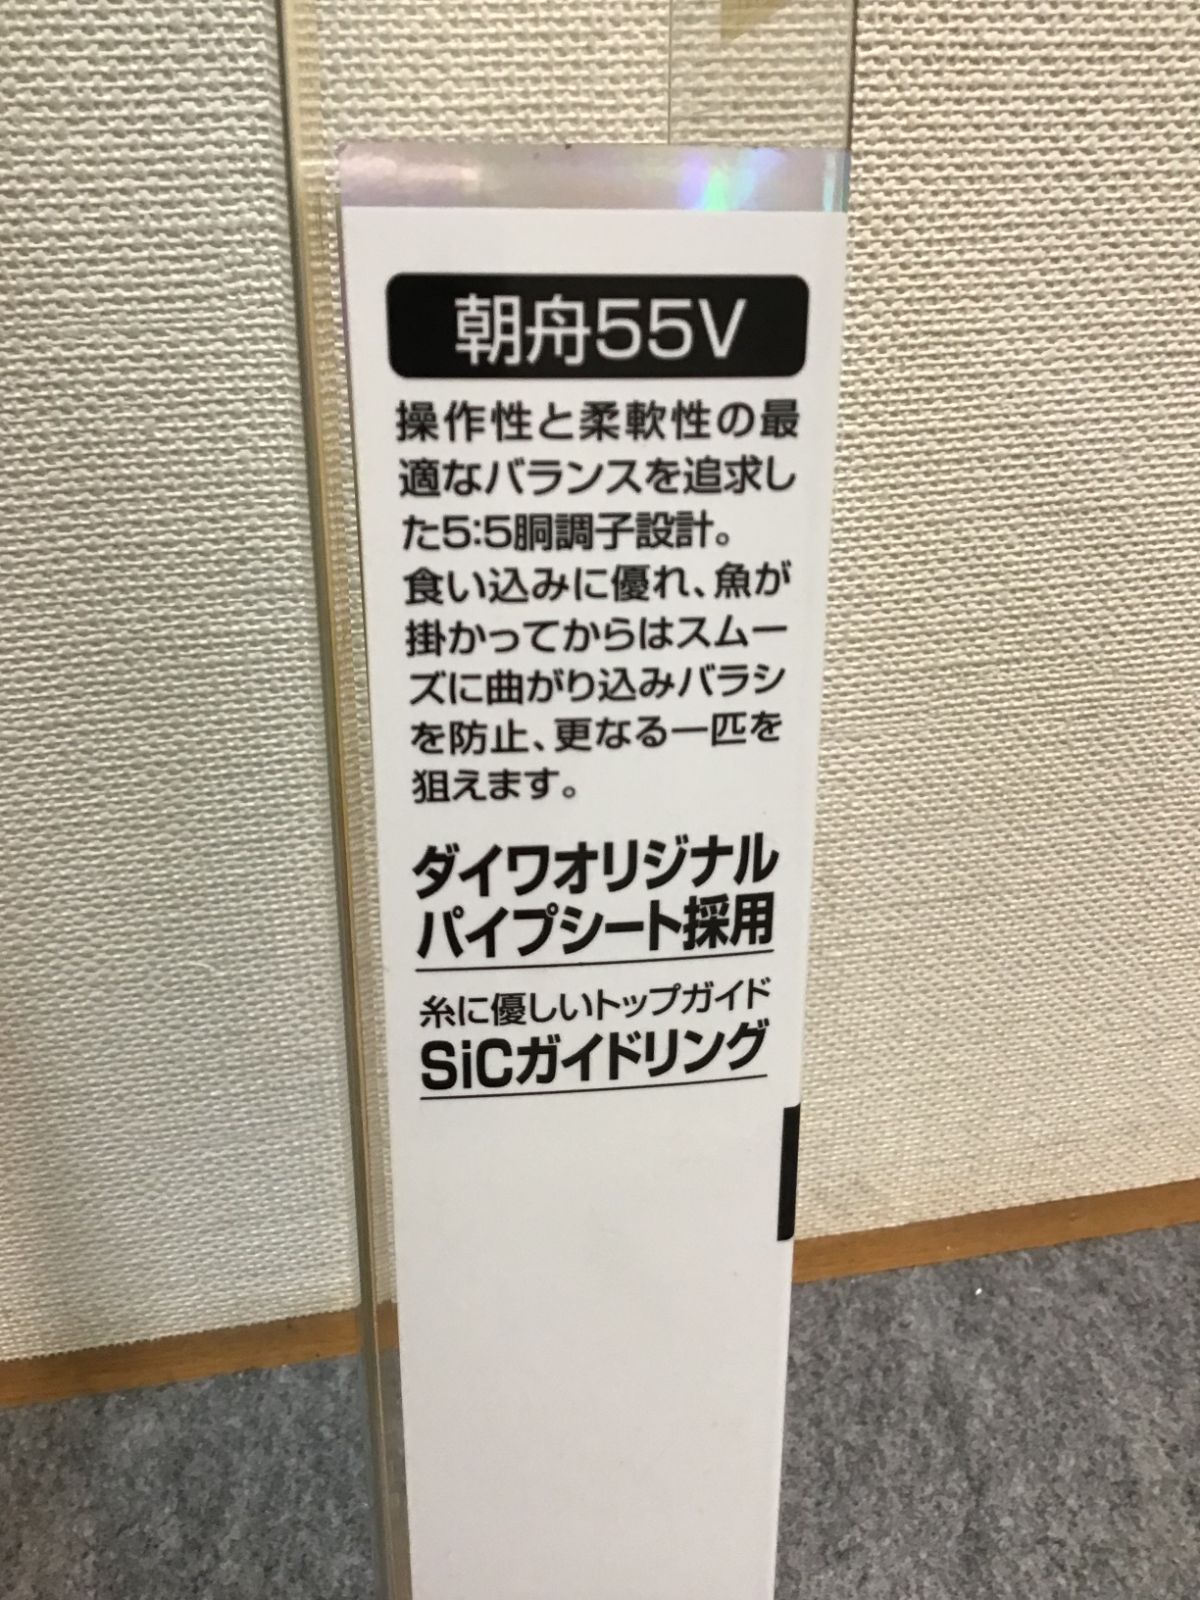 朝舟55V
操作性と柔軟性の最
適なバランスを追求し
た5:5胴調子設計。
食い込みに優れ、魚が
掛かってからはスムー
ズに曲がり込みバラシ
を防止、更なる一匹を
狙えます。
ダイワオリジナル
パイプシート採用
糸に優しいトップガイド
SiCガイドリング